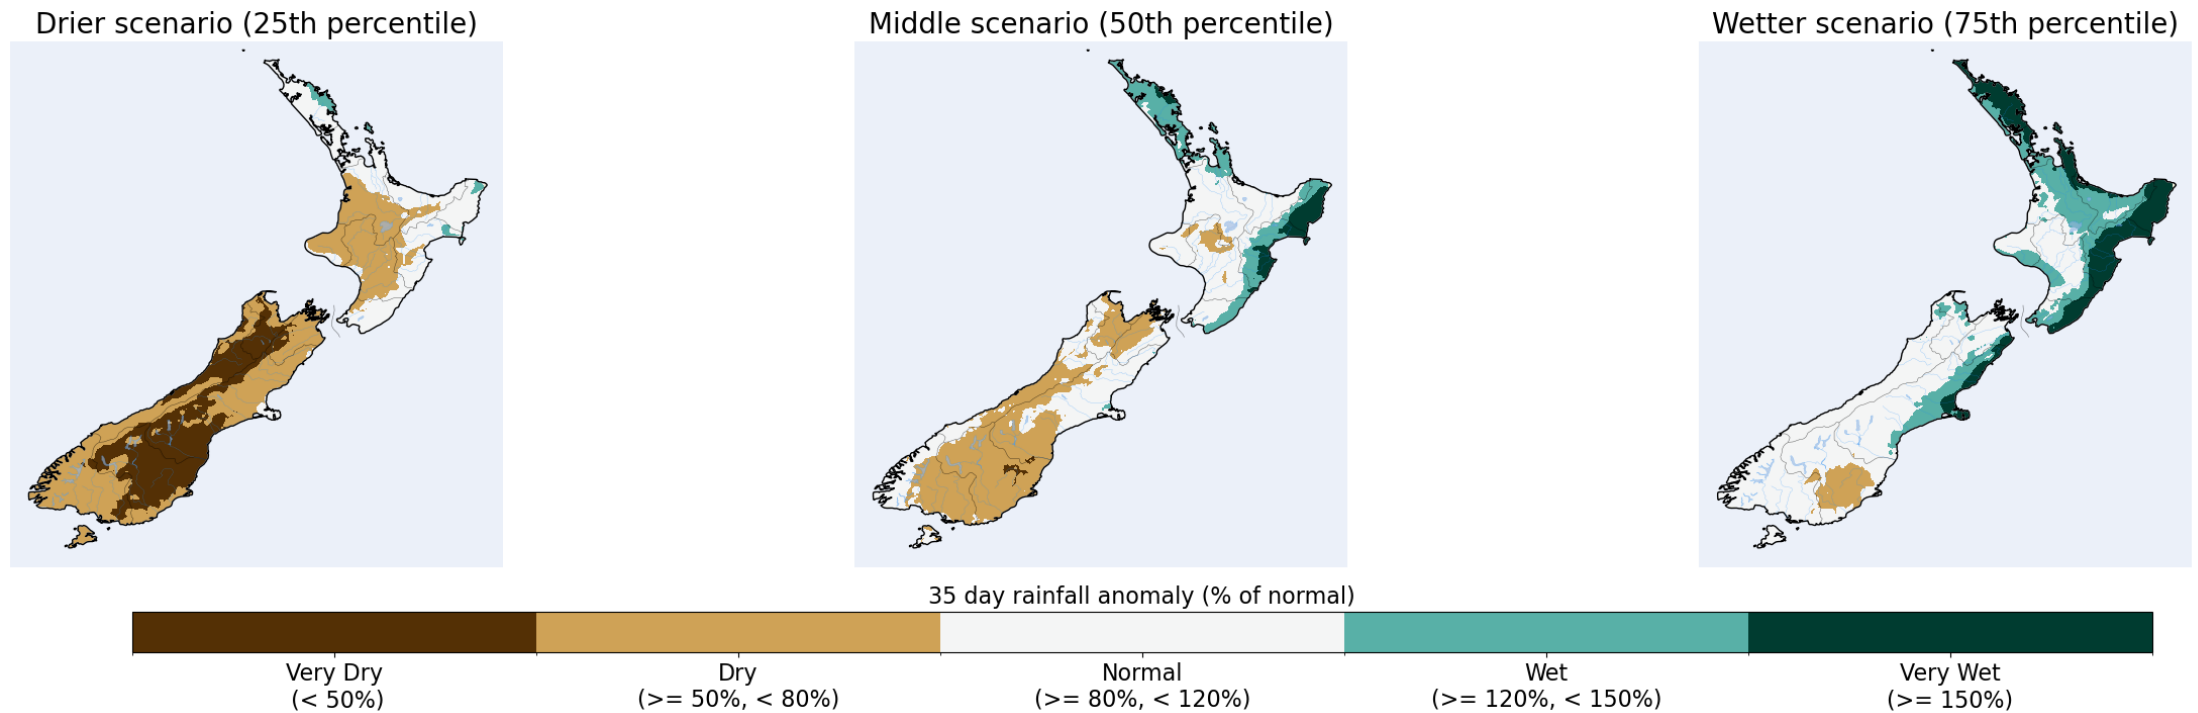 Drier scenario (25th percentile)
Middle scenario (50th percentile)
Wetter scenario (75th percentile)
35 day rainfall anomaly (% of normal)
Very Dry
(< 50%)
Dry
(>= 50%, < 80%)
Normal
(>= 80%, < 120%)
Wet
(>= 120%, < 150%)
Very Wet
(>= 150%)